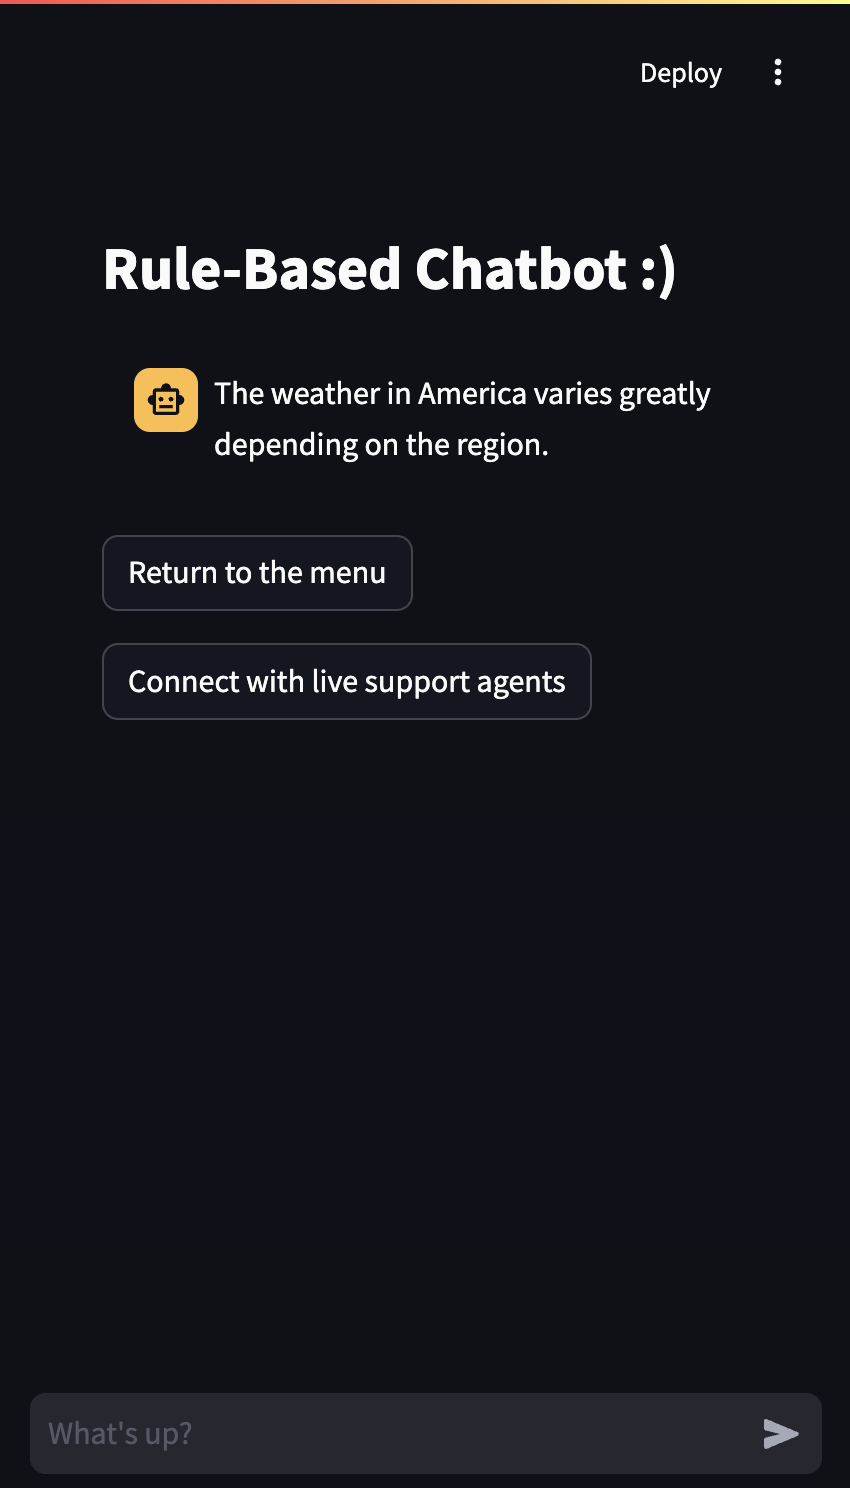 Deploy
Rule-Based Chatbot :)
The weather in America varies greatly
depending on the region.
Return to the menu
Connect with live support agents
What's up?